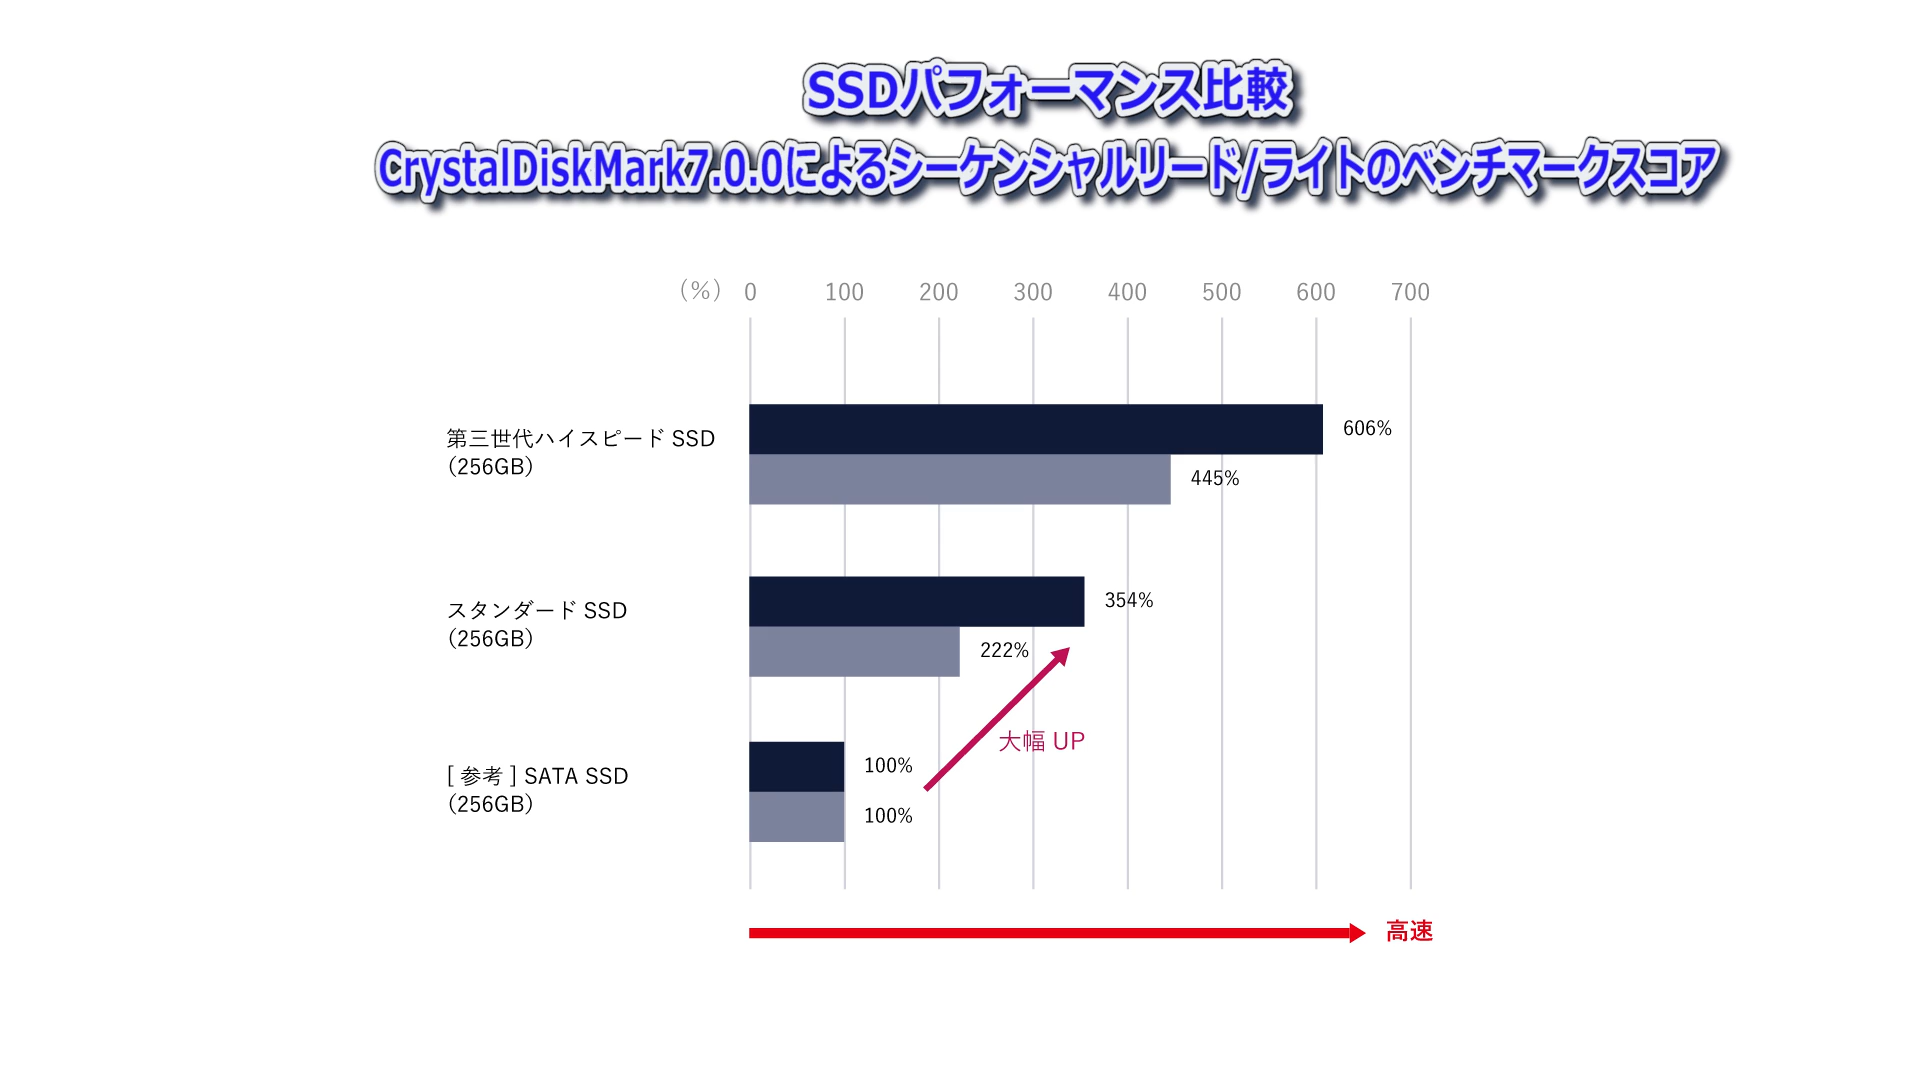 SSDパフォーマンス比較
CrystalDiskMark7.0.0によるシーケンシャルリード/ライトのベンチマークスコア
（%） 0 100 200 300 400 500 600 700
第三世代ハイスピード SSD
（256GB）
606%
445%
スタンダード SSD
（256GB）
354%
222%
大幅 UP
[ 参考 ] SATA SSD
（256GB）
100%
100%
高速